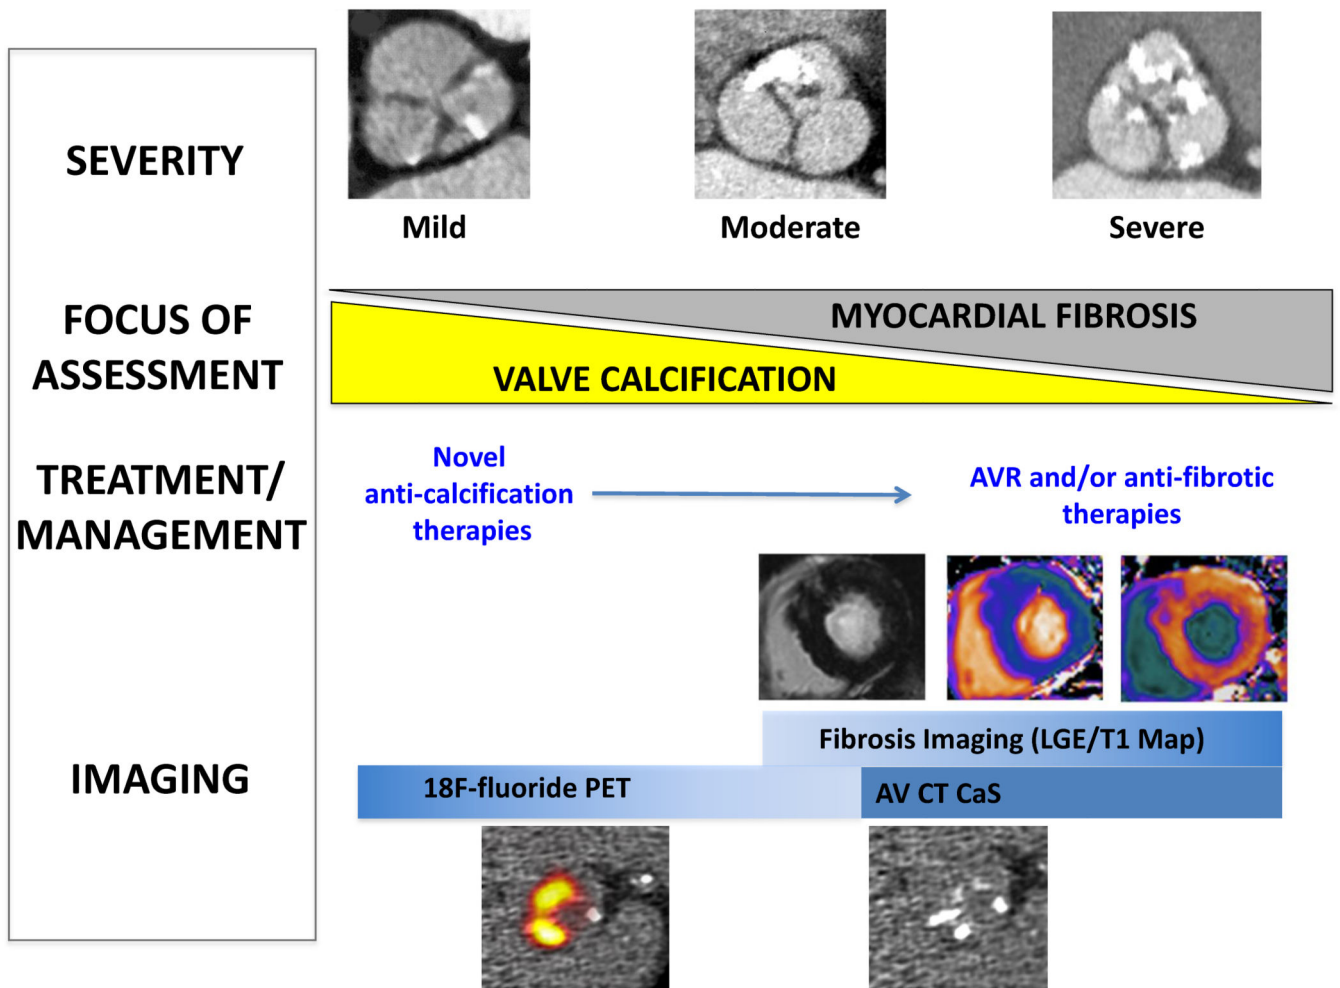 SEVERITY
Mild
Moderate
Severe
FOCUS OF
ASSESSMENT
MYOCARDIAL FIBROSIS
VALVE CALCIFICATION
TREATMENT/
MANAGEMENT
Novel
anti-calcification
therapies
AVR and/or anti-fibrotic
therapies
IMAGING
Fibrosis Imaging (LGE/T1 Map)
18F-fluoride PET
AV CT CaS